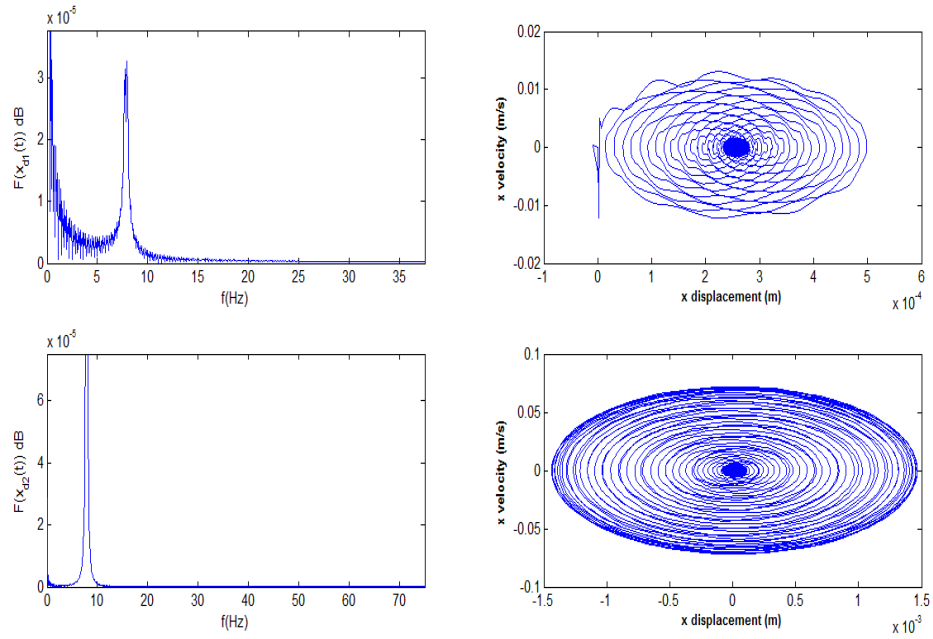 x 10^-5
F(x_d1(t)) dB
3
2
1
0
0 5 10 15 20 25 30 35
f(Hz)
0.02
0.01
0
-0.01
-0.02
x velocity (m/s)
-1 0 1 2 3 4 5 6
x displacement (m)
x 10^-4
x 10^-5
F(x_d2(t)) dB
6
4
2
0
0 10 20 30 40 50 60 70
f(Hz)
0.1
0.05
0
-0.05
-0.1
x velocity (m/s)
-1.5 -1 -0.5 0 0.5 1 1.5
x displacement (m)
x 10^-3